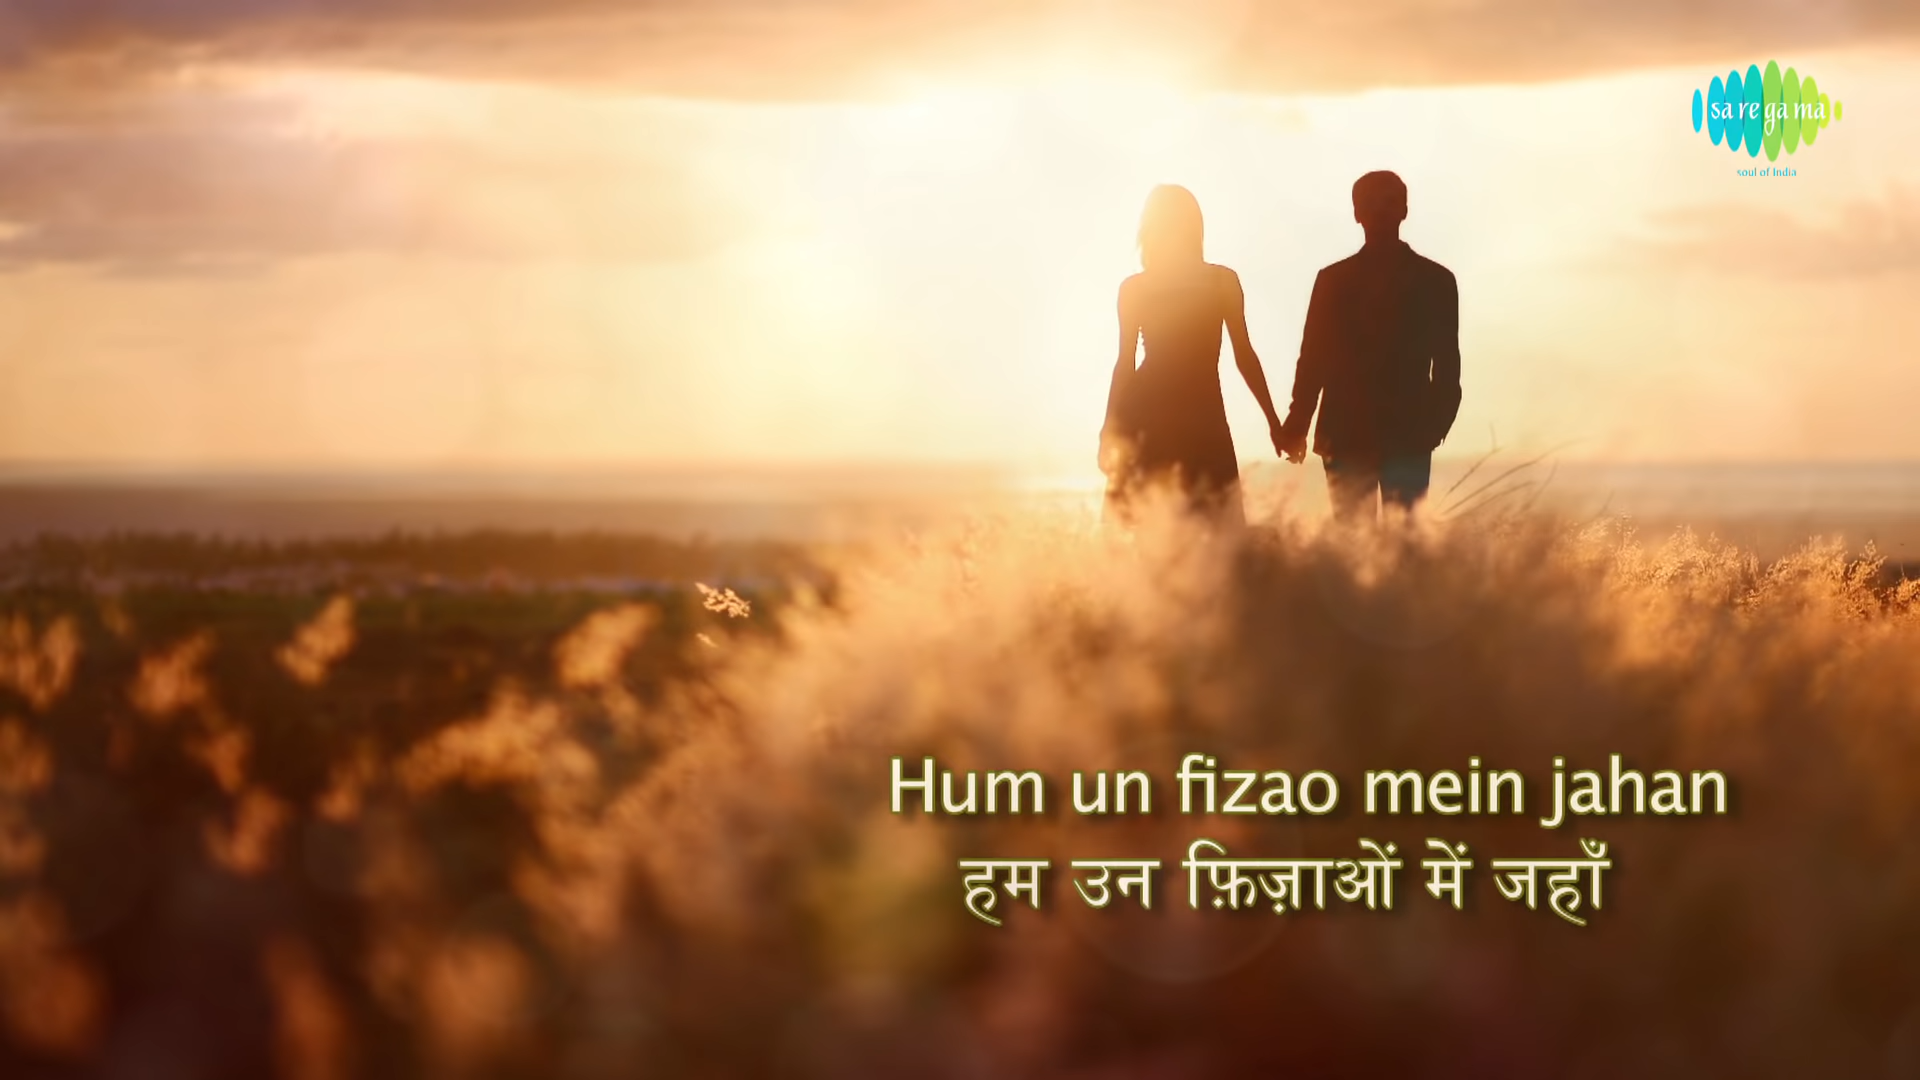 sa re ga ma
soul of India
Hum un fizao mein jahan
हम उन फ़िज़ाओं में जहाँ